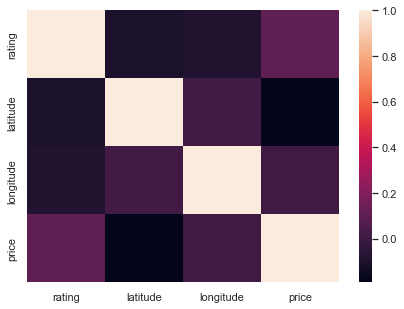 rating
latitude
longitude
price
rating
latitude
longitude
price
1.0
0.8
0.6
0.4
0.2
0.0